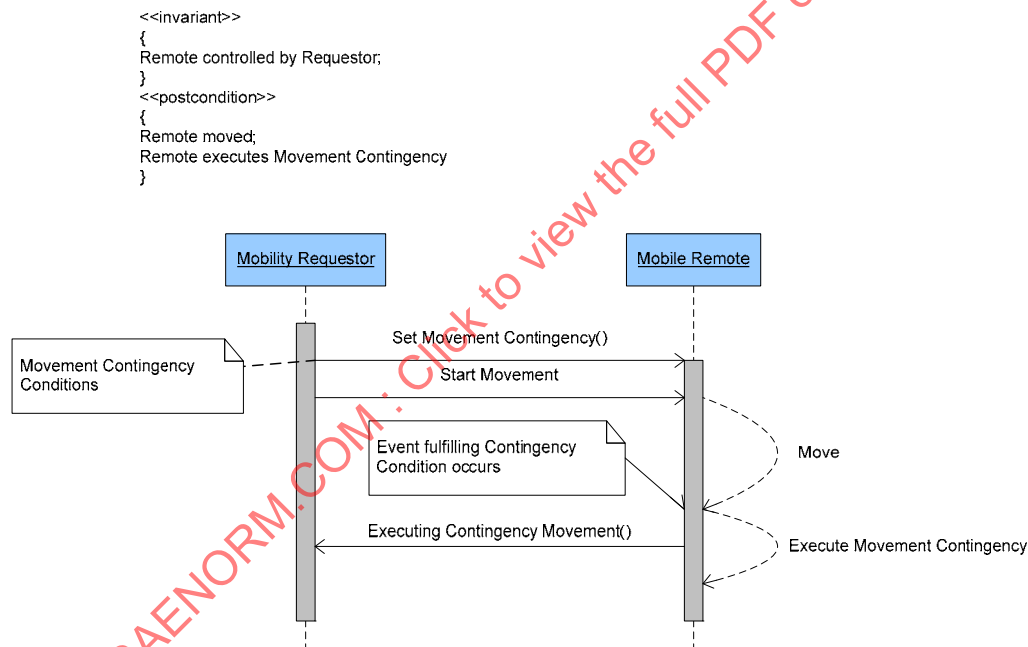 <<invariant>>
{
Remote controlled by Requestor;
}
<<postcondition>>
{
Remote moved;
Remote executes Movement Contingency
}
Mobility Requestor
Mobile Remote
Set Movement Contingency()
Movement Contingency
Conditions
Start Movement
Event fulfilling Contingency
Condition occurs
Move
Executing Contingency Movement()
Execute Movement Contingency
AENORM.COM : Click to view the full PDF